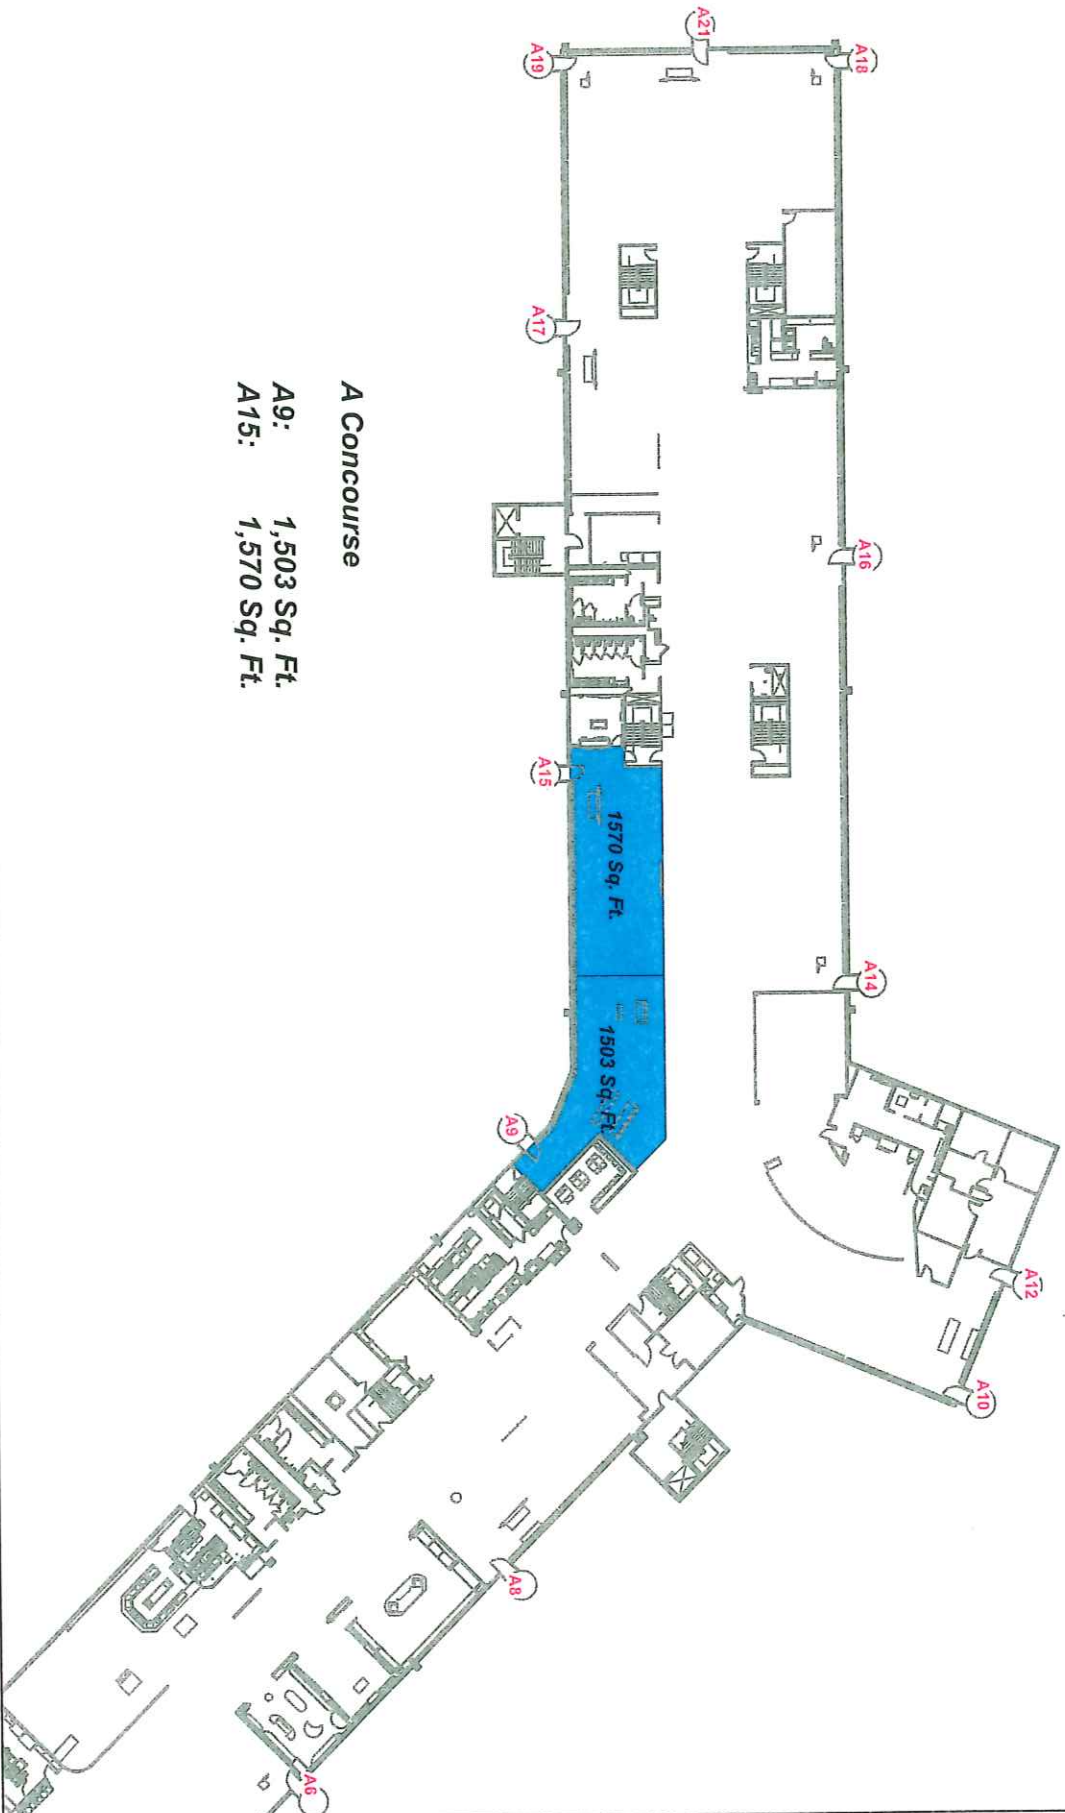 A Concourse
A9: 1,503 Sq. Ft.
A15: 1,570 Sq. Ft.
1570 Sq. Ft.
1503 Sq. Ft.
A18
A21
A19
A17
A16
A15
A14
A9
A12
A10
A8
A6